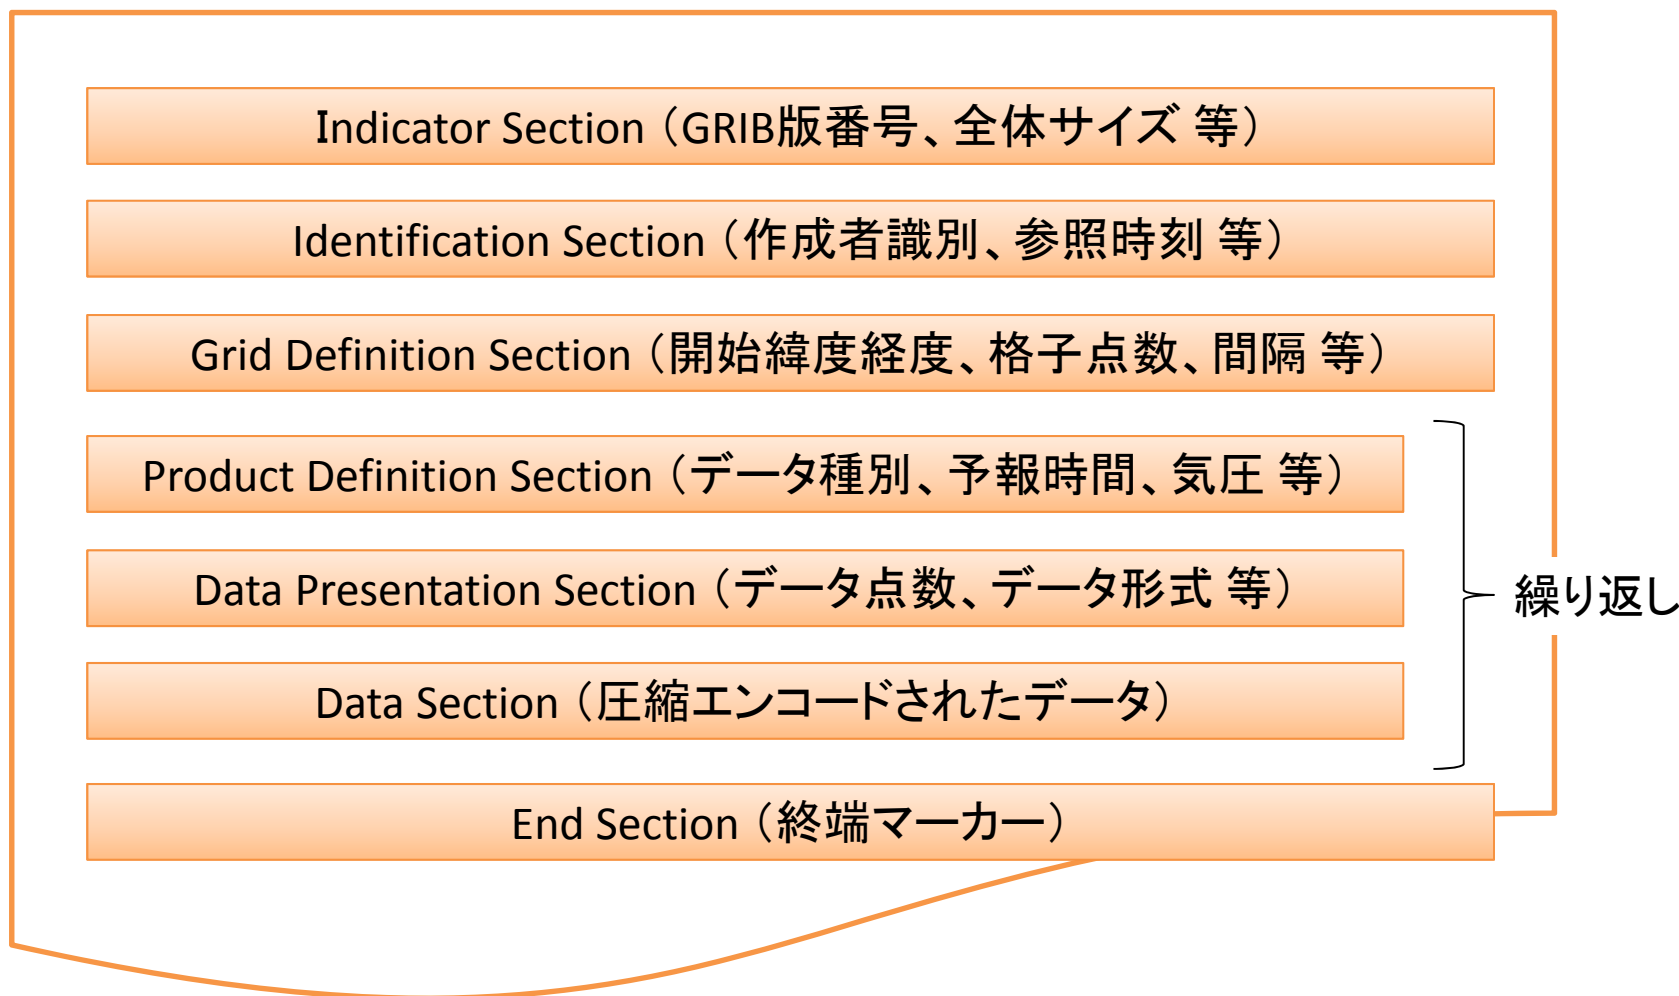 Indicator Section（GRIB版番号、全体サイズ 等）
Identification Section（作成者識別、参照時刻 等）
Grid Definition Section（開始緯度経度、格子点数、間隔 等）
Product Definition Section（データ種別、予報時間、気圧 等）
Data Presentation Section（データ点数、データ形式 等）
繰り返し
Data Section（圧縮エンコードされたデータ）
End Section（終端マーカー）